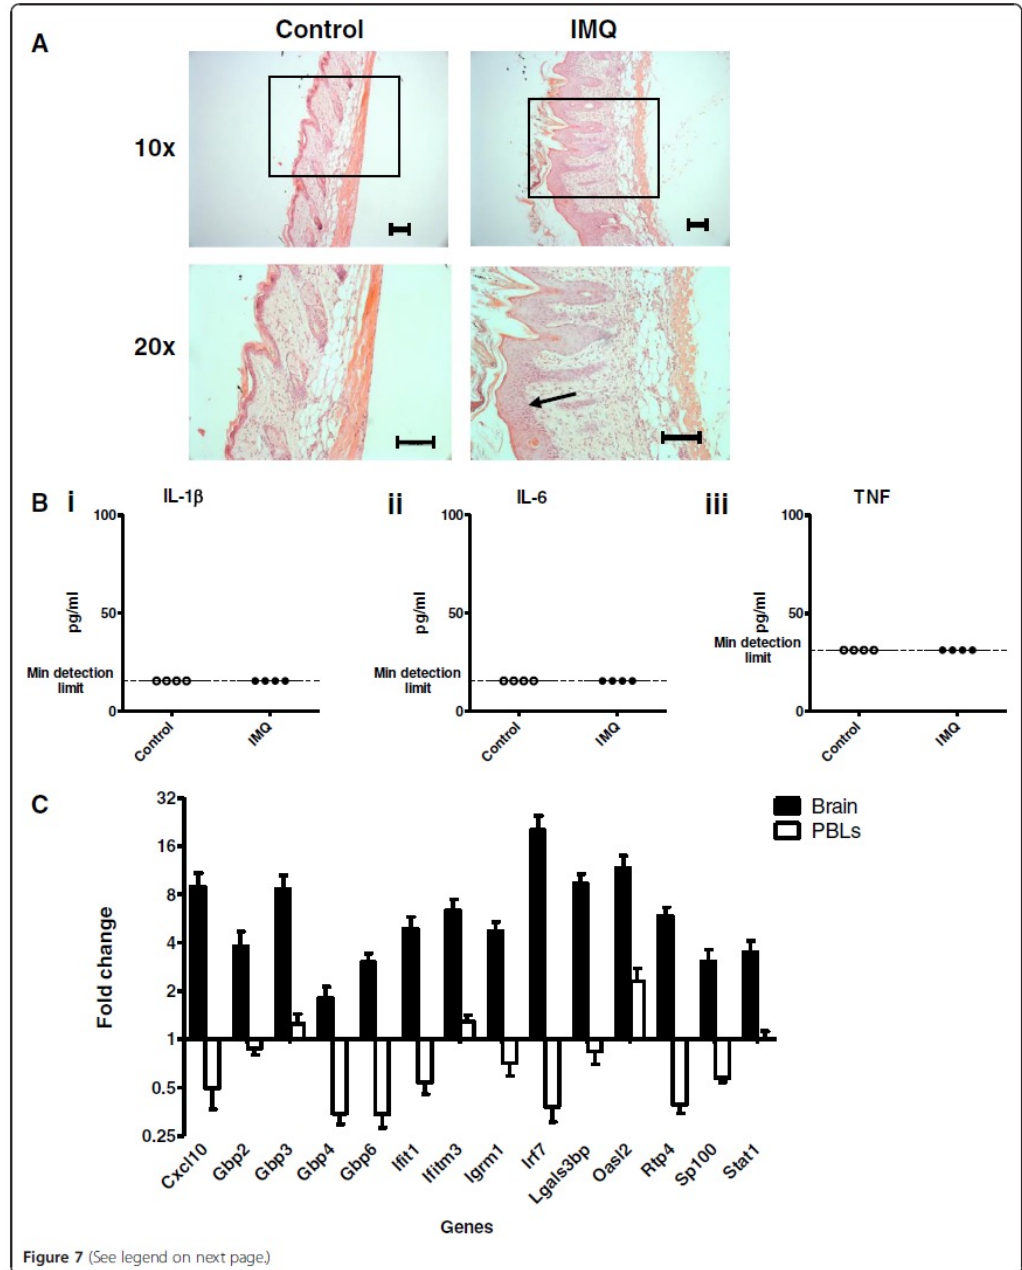 Control IMQ
A
10x
20x
B i IL-1β ii IL-6 iii TNF
100 100 100
pg/ml pg/ml pg/ml
50 50 50
Min detection limit Min detection limit Min detection limit
0 0 0
Control IMQ Control IMQ Control IMQ
C
Brain
PBLs
Fold change
32
16
8
4
2
1
0.5
0.25
Cxcl10 Gbp2 Gbp3 Gbp4 Gbp6 Ifit1 Ifitm3 Igrm1 Irf7 Lgals3bp Oasl2 Rtp4 Sp100 Stat1
Genes
Figure 7 (See legend on next page.)